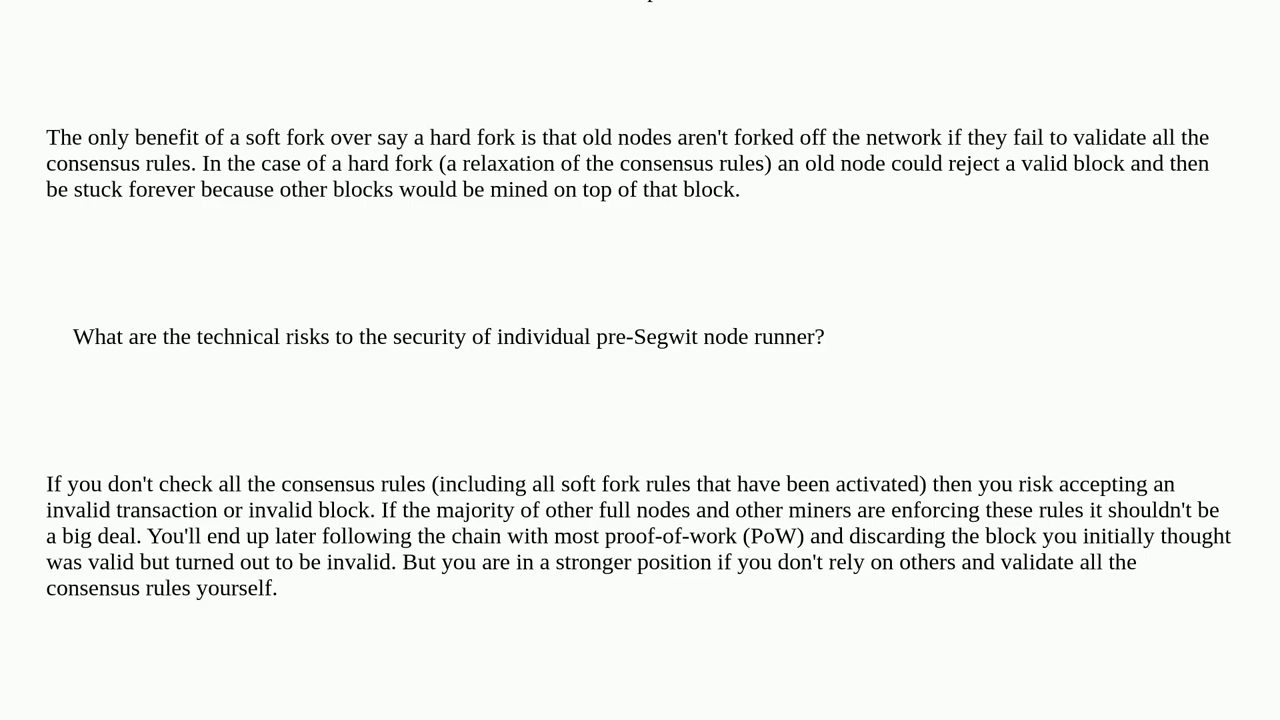 The only benefit of a soft fork over say a hard fork is that old nodes aren't forked off the network if they fail to validate all the
consensus rules. In the case of a hard fork (a relaxation of the consensus rules) an old node could reject a valid block and then
be stuck forever because other blocks would be mined on top of that block.
What are the technical risks to the security of individual pre-Segwit node runner?
If you don't check all the consensus rules (including all soft fork rules that have been activated) then you risk accepting an
invalid transaction or invalid block. If the majority of other full nodes and other miners are enforcing these rules it shouldn't be
a big deal. You'll end up later following the chain with most proof-of-work (PoW) and discarding the block you initially thought
was valid but turned out to be invalid. But you are in a stronger position if you don't rely on others and validate all the
consensus rules yourself.